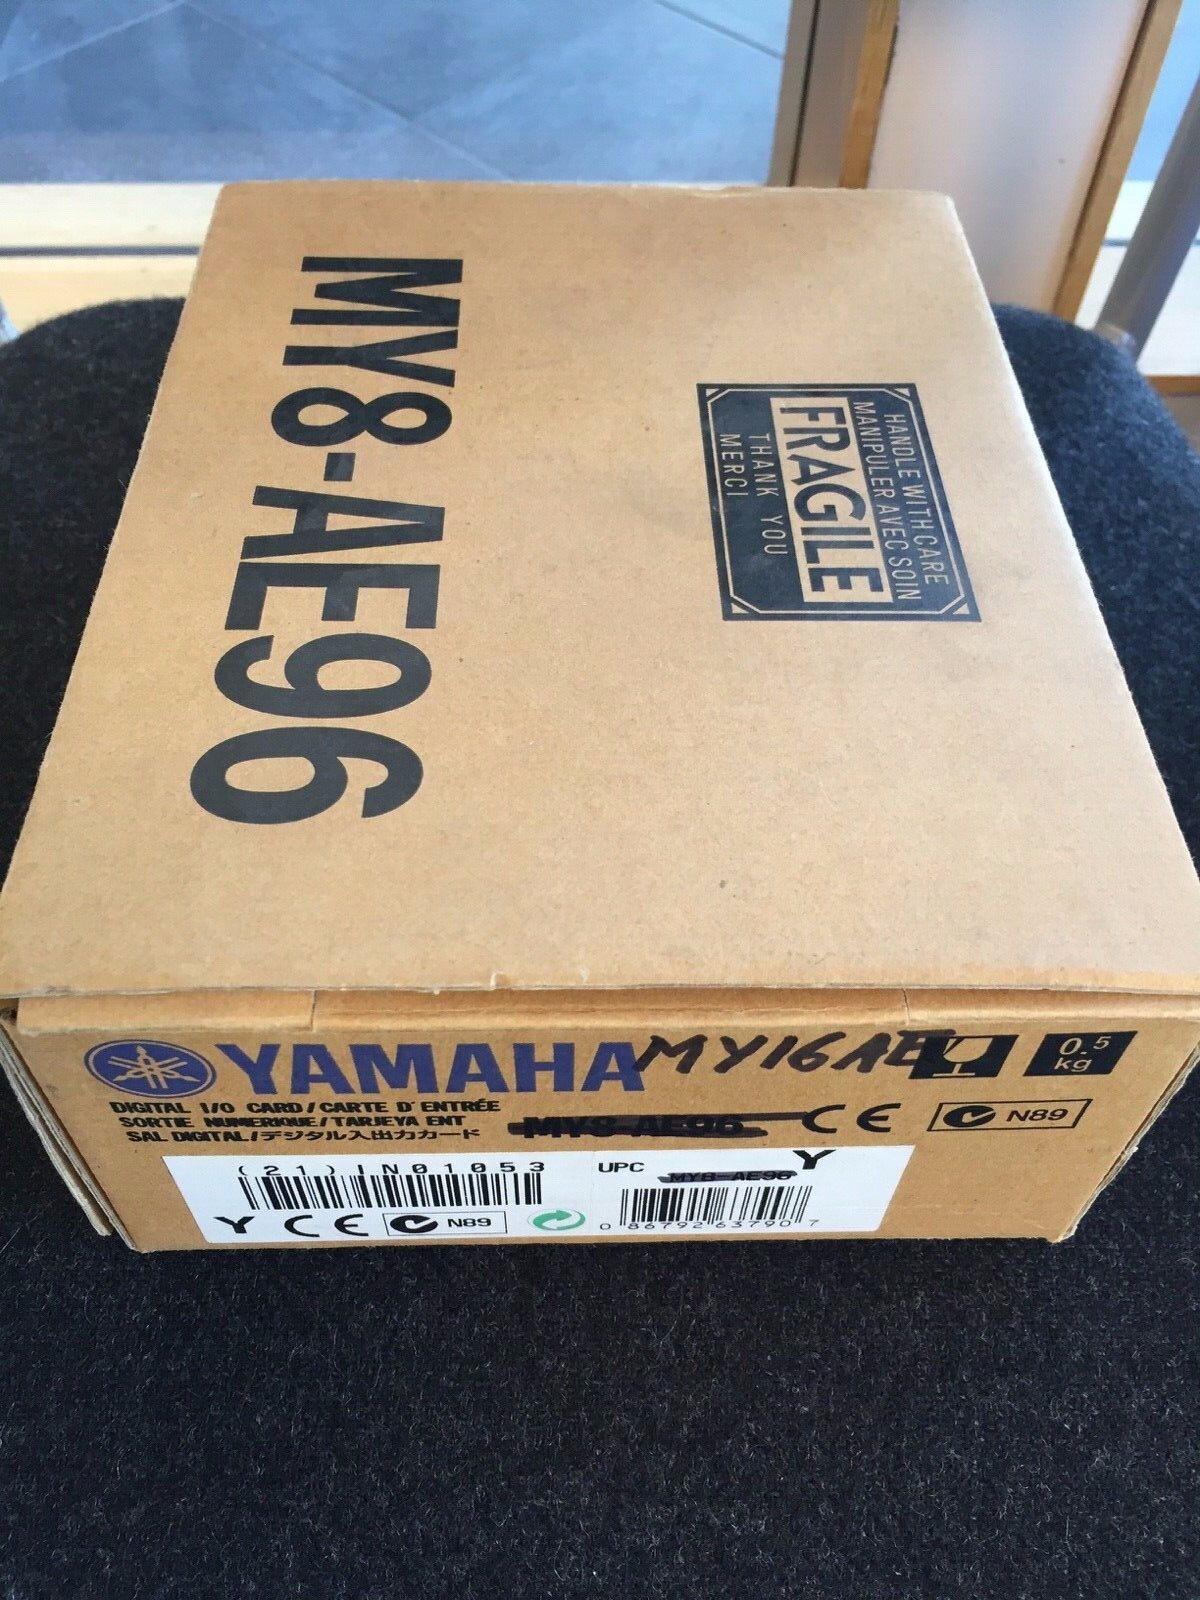 MY8-AE96
HANDLE WITH CARE
MANIPULER AVEC SOIN
FRAGILE
THANK YOU
MERCI
YAMAHA MY16AE
0.5 kg
DIGITAL I/O CARD/CARTE D'ENTRÉE
SORTIE NUMERIQUE/TARJEYA ENT
SAL DIGITAL/デジタル入出力カード
MY8-AE96 CE N89
(21)IN01053
Y CE N89
UPC MY8-AE96 Y
0 86792 63790 7